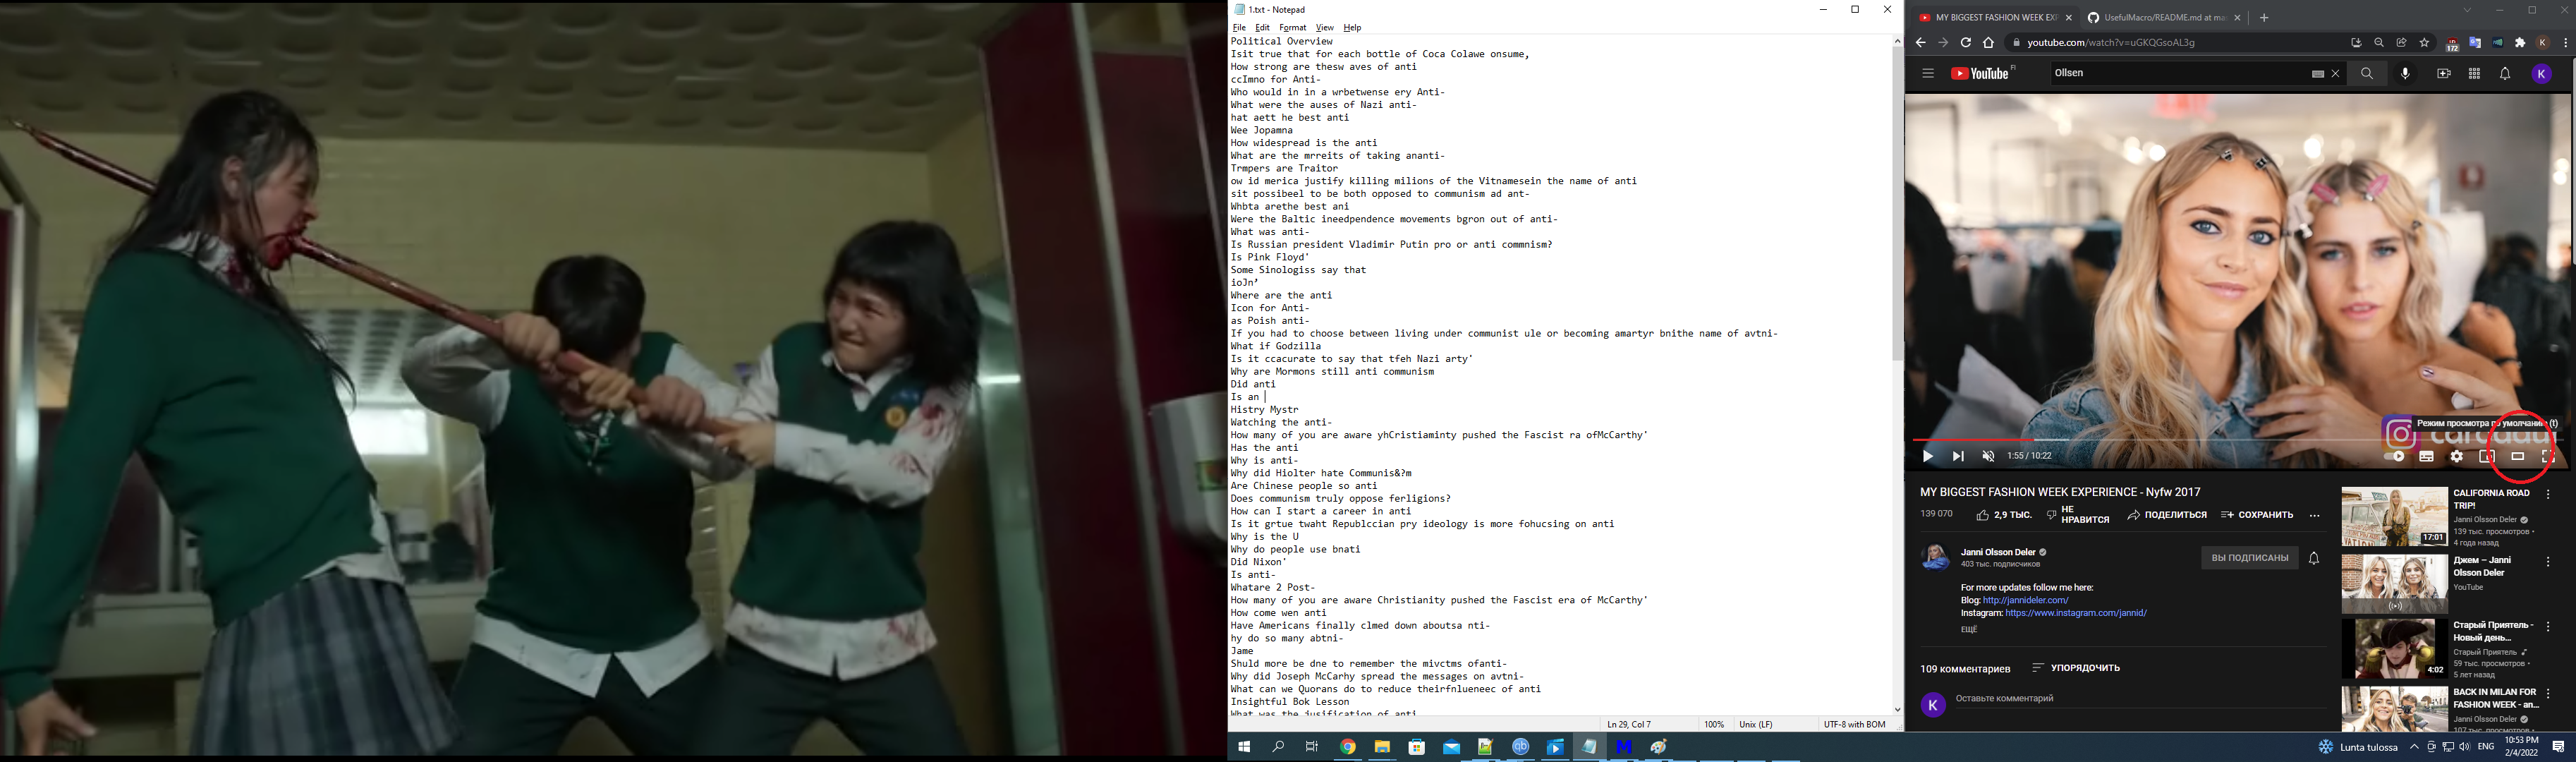 1.txt - Notepad
File Edit Format View Help
Political Overview
Isit true that for each bottle of Coca Colawe onsume,
How strong are thesw aves of anti
ccImno for Anti-
Who would in in a wrbetwense ery Anti-
What were the auses of Nazi anti-
hat aett he best anti
Wee Jopamna
How widespread is the anti
What are the mrreits of taking ananti-
Trmpers are Traitor
ow id merica justify killing milions of the Vitnamesein the name of anti
sit possibeel to be both opposed to communism ad ant-
Whbta arethe best ani
Were the Baltic ineedpendence movements bgron out of anti-
What was anti-
Is Russian president Vladimir Putin pro or anti commnism?
Is Pink Floyd'
Some Sinologiss say that
ioJn’
Where are the anti
Icon for Anti-
as Poish anti-
If you had to choose between living under communist ule or becoming amartyr bnithe name of avtni-
What if Godzilla
Is it ccacurate to say that tfeh Nazi arty'
Why are Mormons still anti communism
Did anti
Is an
Histry Mystr
Watching the anti-
How many of you are aware yhCristiaminty pushed the Fascist ra ofMcCarthy'
Has the anti
Why is anti-
Why did Hiolter hate Communis&?m
Are Chinese people so anti
Does communism truly oppose ferligions?
How can I start a career in anti
Is it grtue twaht Republccian pry ideology is more fohucsing on anti
Why is the U
Why do people use bnati
Did Nixon'
Is anti-
Whatare 2 Post-
How many of you are aware Christianity pushed the Fascist era of McCarthy'
How come wen anti
Have Americans finally clmed down aboutsa nti-
hy do so many abtni-
Jame
Shuld more be dne to remember the mivctms ofanti-
Why did Joseph McCarhy spread the messages on avtni-
What can we Quorans do to reduce theirfnlueneec of anti
Insightful Bok Lesson
What was the jusification of anti
Ln 29, Col 7 100% Unix (LF) UTF-8 with BOM
MY BIGGEST FASHION WEEK EXP
UsefulMacro/README.md at ma
youtube.com/watch?v=uGKQGsoAL3g
172
K
YouTube FI
Ollsen
K
Режим просмотра по умолчанию (t)
1:55 / 10:22
MY BIGGEST FASHION WEEK EXPERIENCE - Nyfw 2017
139 070
2,9 ТЫС.
НЕ НРАВИТСЯ
ПОДЕЛИТЬСЯ
СОХРАНИТЬ
Janni Olsson Deler
403 тыс. подписчиков
ВЫ ПОДПИСАНЫ
For more updates follow me here:
Blog: http://jannideler.com/
Instagram: https://www.instagram.com/jannid/
ЕЩЁ
109 комментариев
УПОРЯДОЧИТЬ
K
Оставьте комментарий
CALIFORNIA ROAD
TRIP!
Janni Olsson Deler
139 тыс. просмотров •
4 года назад
17:01
Джем – Janni
Olsson Deler
YouTube
Старый Приятель -
Новый день...
Старый Приятель
59 тыс. просмотров •
5 лет назад
4:02
BACK IN MILAN FOR
FASHION WEEK - an...
Janni Olsson Deler
107 тыс. просмотров •
Lunta tulossa
ENG
10:53 PM
2/4/2022